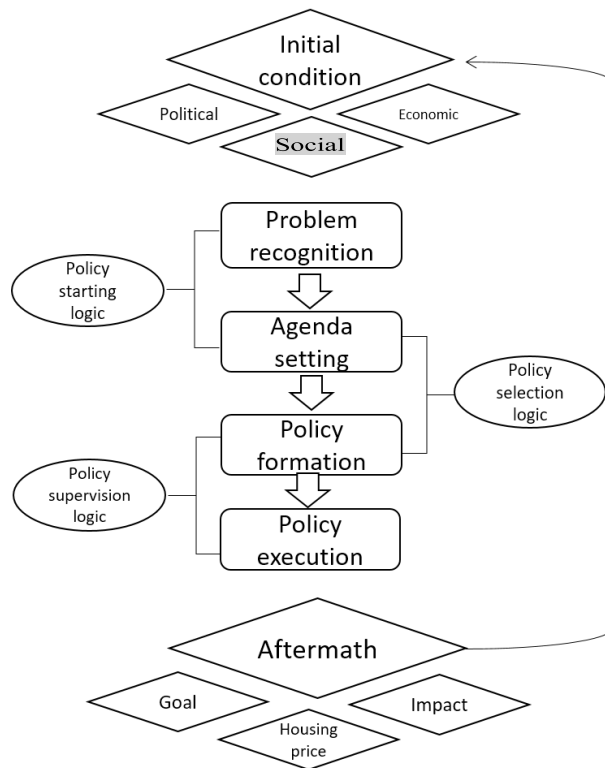 Initial
condition
Political
Economic
Social
Problem
recognition
Policy
starting
logic
Agenda
setting
Policy
selection
logic
Policy
formation
Policy
supervision
logic
Policy
execution
Aftermath
Goal
Impact
Housing
price